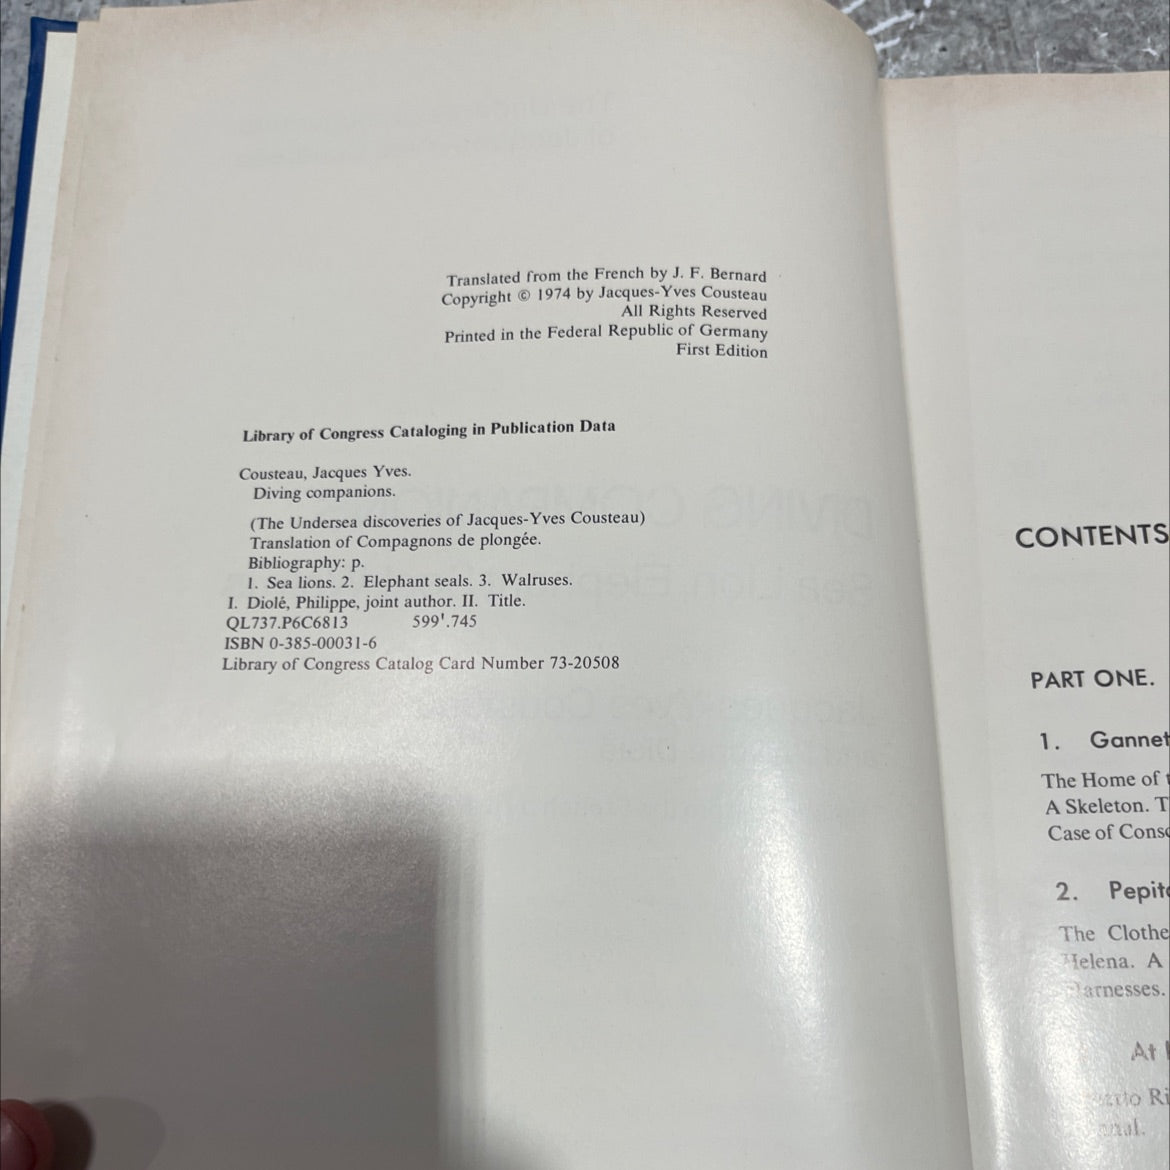 Translated from the French by J. F. Bernard
Copyright © 1974 by Jacques-Yves Cousteau
All Rights Reserved
Printed in the Federal Republic of Germany
First Edition
Library of Congress Cataloging in Publication Data
Cousteau, Jacques Yves.
Diving companions.
(The Undersea discoveries of Jacques-Yves Cousteau)
Translation of Compagnons de plongée.
Bibliography: p.
1. Sea lions. 2. Elephant seals. 3. Walruses.
I. Diolé, Philippe, joint author. II. Title.
QL737.P6C6813 599'.745
ISBN 0-385-00031-6
Library of Congress Catalog Card Number 73-20508
CONTENTS
PART ONE.
1. Gannet
The Home of
A Skeleton.
Case of
2.
The
Helena. A
At